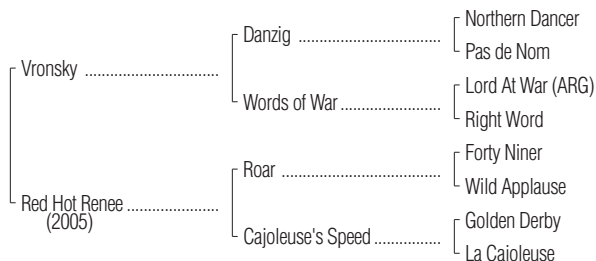 Northern Dancer
Danzig ........................................
Pas de Nom
Vronsky .....................................
Lord At War (ARG)
Words of War ............................
Right Word
Forty Niner
Roar .............................................
Wild Applause
Red Hot Renee .........................
(2005)
Golden Derby
Cajoleuse's Speed ..................
La Cajoleuse